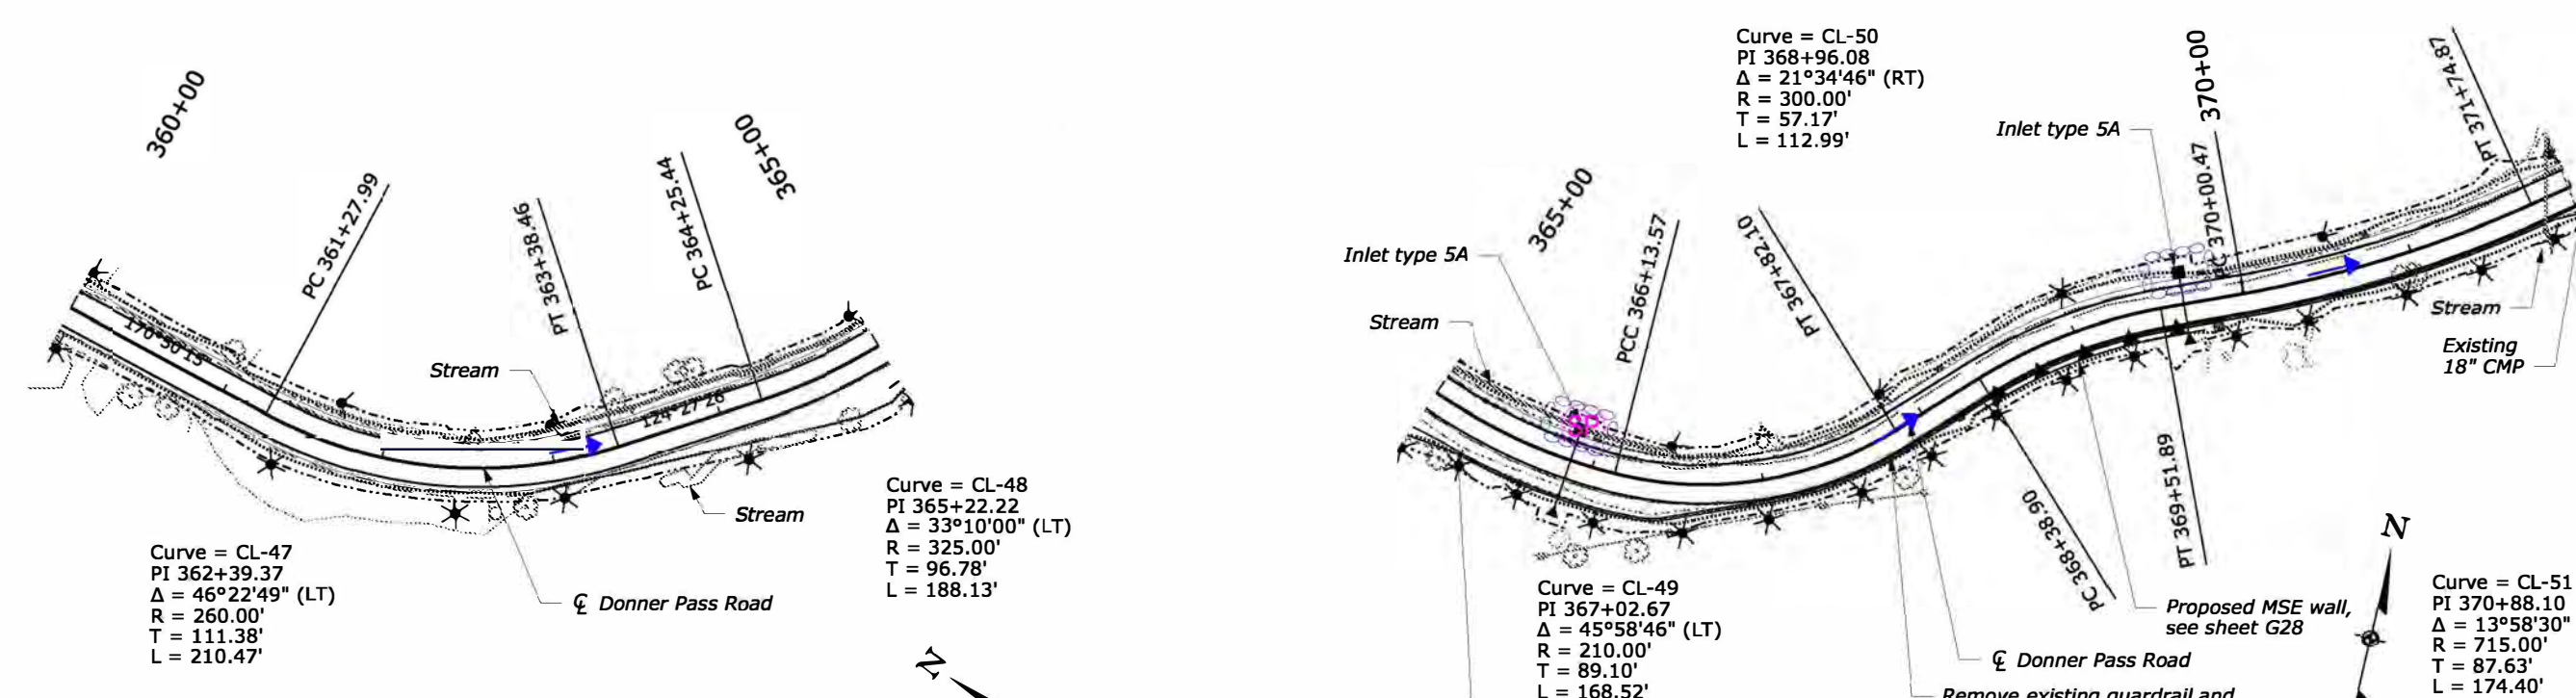 360+00
PC 361+27.99
PT 363+38.46
PC 364+25.44
365+00
170°50'15"
Stream
124°27'26"
Stream
Curve = CL-47
PI 362+39.37
Δ = 46°22'49" (LT)
R = 260.00'
T = 111.38'
L = 210.47'
℄ Donner Pass Road
Curve = CL-48
PI 365+22.22
Δ = 33°10'00" (LT)
R = 325.00'
T = 96.78'
L = 188.13'
N
Curve = CL-50
PI 368+96.08
Δ = 21°34'46" (RT)
R = 300.00'
T = 57.17'
L = 112.99'
Inlet type 5A
370+00
PT 371+74.87
Inlet type 5A
365+00
PCC 366+13.57
PT 367+82.10
PC 370+00.47
Stream
SP
Stream
Existing
18" CMP
PC 368+38.90
PT 369+51.89
N
Curve = CL-49
PI 367+02.67
Δ = 45°58'46" (LT)
R = 210.00'
T = 89.10'
L = 168.52'
Proposed MSE wall,
see sheet G28
℄ Donner Pass Road
Remove existing guardrail and
Curve = CL-51
PI 370+88.10
Δ = 13°58'30"
R = 715.00'
T = 87.63'
L = 174.40'